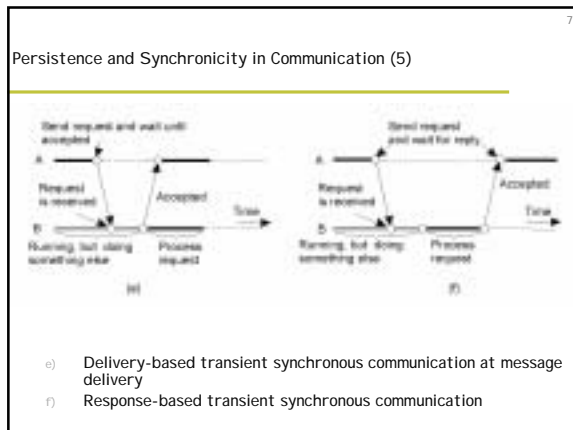 7
Persistence and Synchronicity in Communication (5)
Send request and wait until
accepted
A
Request
is received
Accepted
Time
B
Running, but doing
something else
Process
request
(e)
Send request
and wait for reply
A
Request
is received
Accepted
Time
B
Running, but doing
something else
Process
request
(f)
e) Delivery-based transient synchronous communication at message
delivery
f) Response-based transient synchronous communication